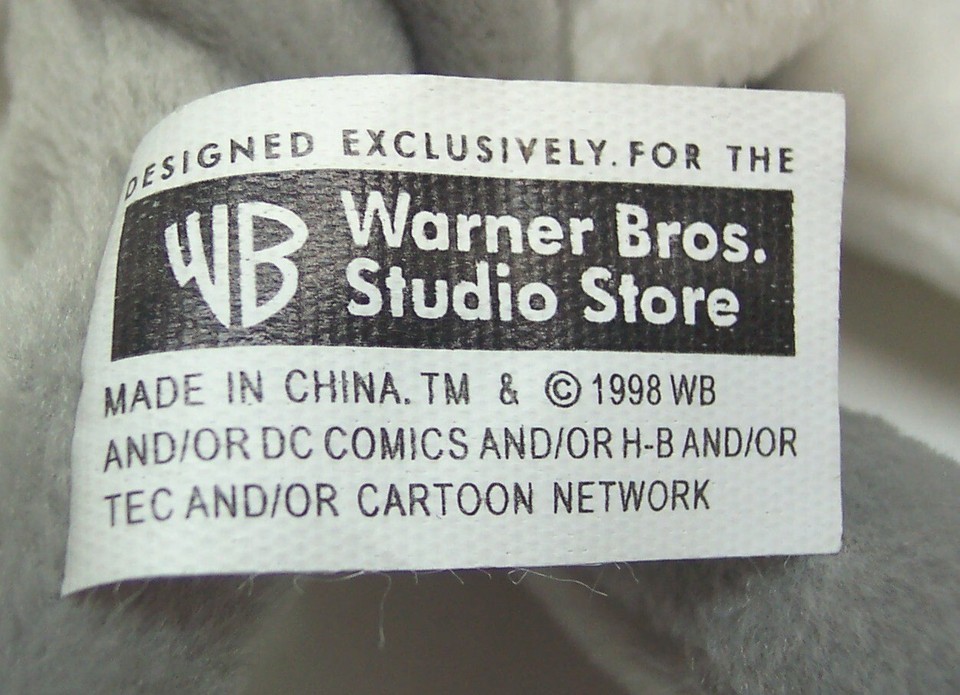 DESIGNED EXCLUSIVELY. FOR THE
WB Warner Bros.
Studio Store
MADE IN CHINA. TM & © 1998 WB
AND/OR DC COMICS AND/OR H-B AND/OR
TEC AND/OR CARTOON NETWORK